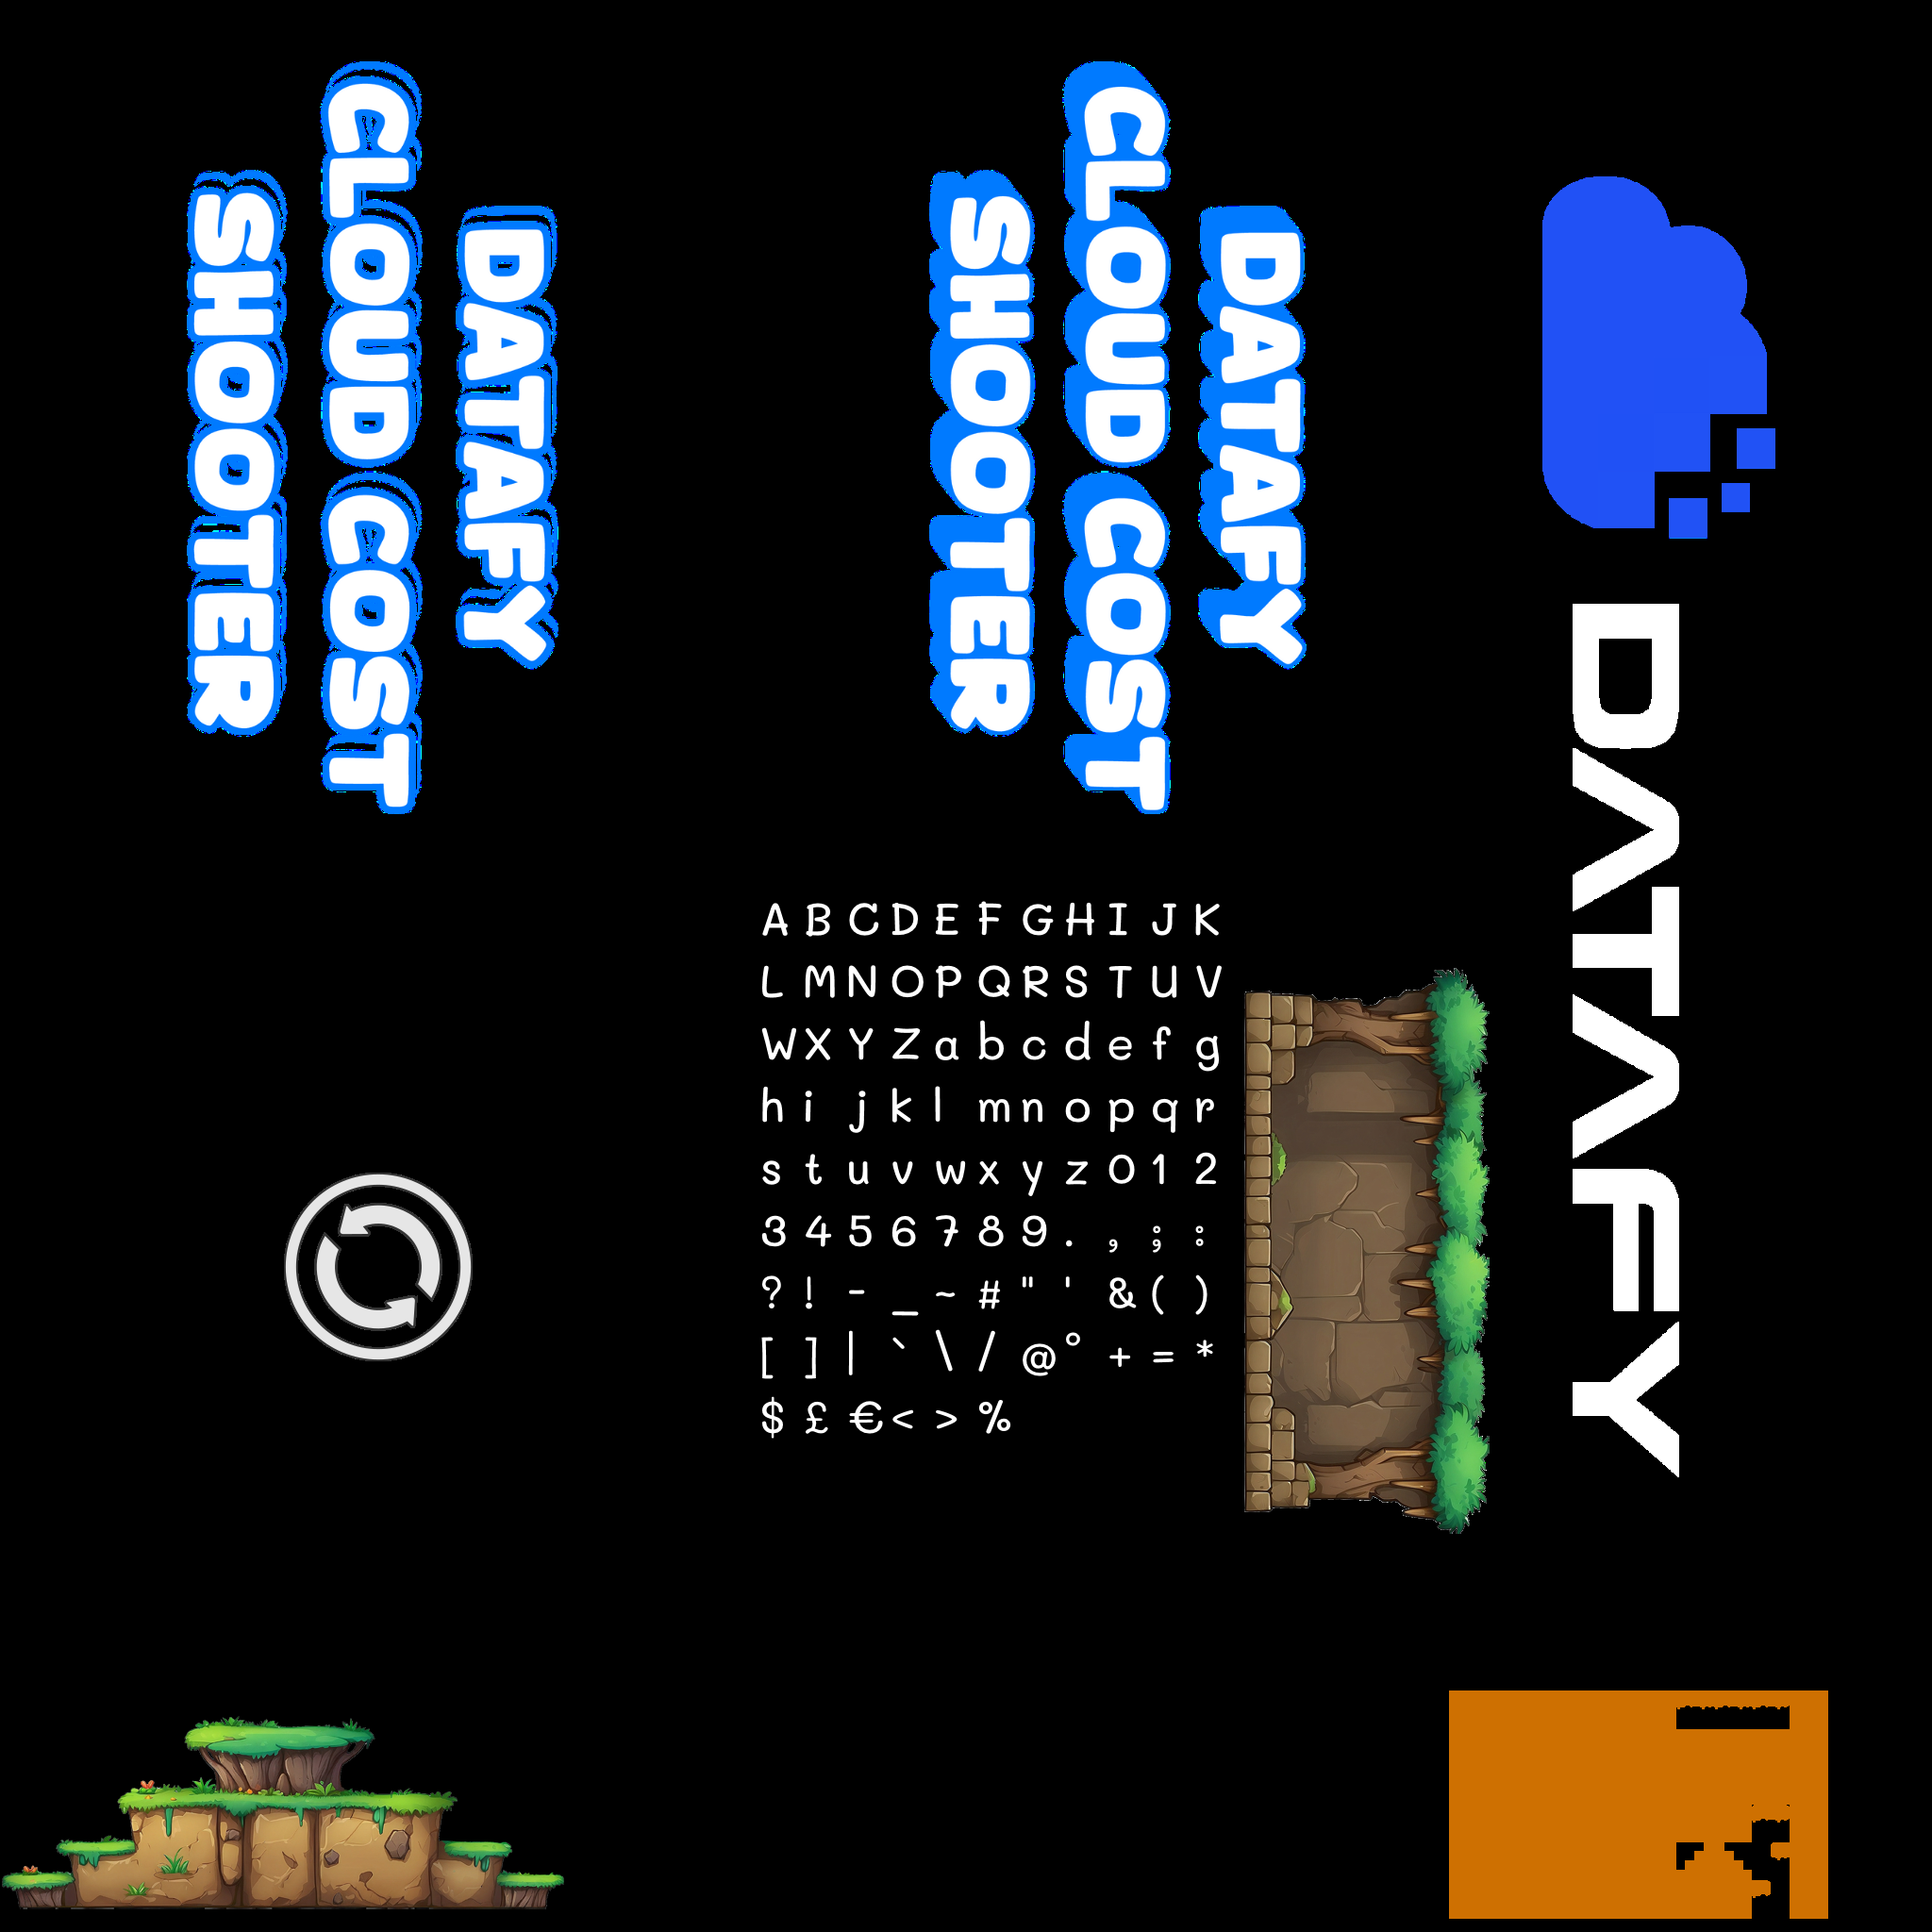 DATAFY
CLOUD COST
SHOOTER
DATAFY
CLOUD COST
SHOOTER
DATAFY
A B C D E F G H I J K
L M N O P Q R S T U V
W X Y Z a b c d e f g
h i j k l m n o p q r
s t u v w x y z 0 1 2
3 4 5 6 7 8 9 . , ; :
? ! - _ ~ # " ' & ( )
[ ] | ` \ / @ ° + = *
$ £ € < > %